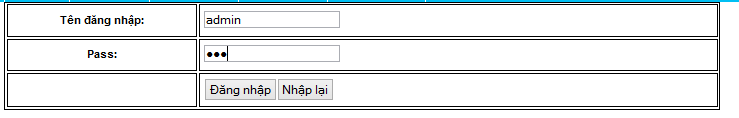 Tên đăng nhập: admin
Pass: •••
Đăng nhập Nhập lại